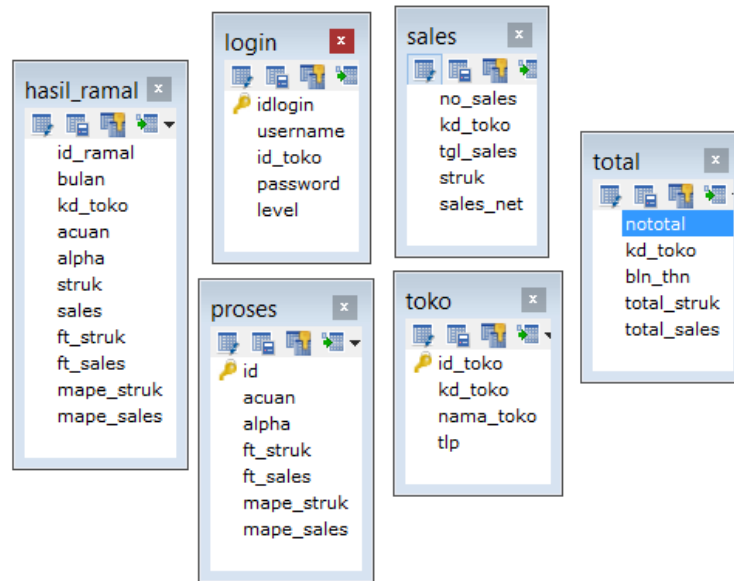 hasil_ramal
id_ramal
bulan
kd_toko
acuan
alpha
struk
sales
ft_struk
ft_sales
mape_struk
mape_sales
login
idlogin
username
id_toko
password
level
sales
no_sales
kd_toko
tgl_sales
struk
sales_net
total
nototal
kd_toko
bln_thn
total_struk
total_sales
proses
id
acuan
alpha
ft_struk
ft_sales
mape_struk
mape_sales
toko
id_toko
kd_toko
nama_toko
tlp